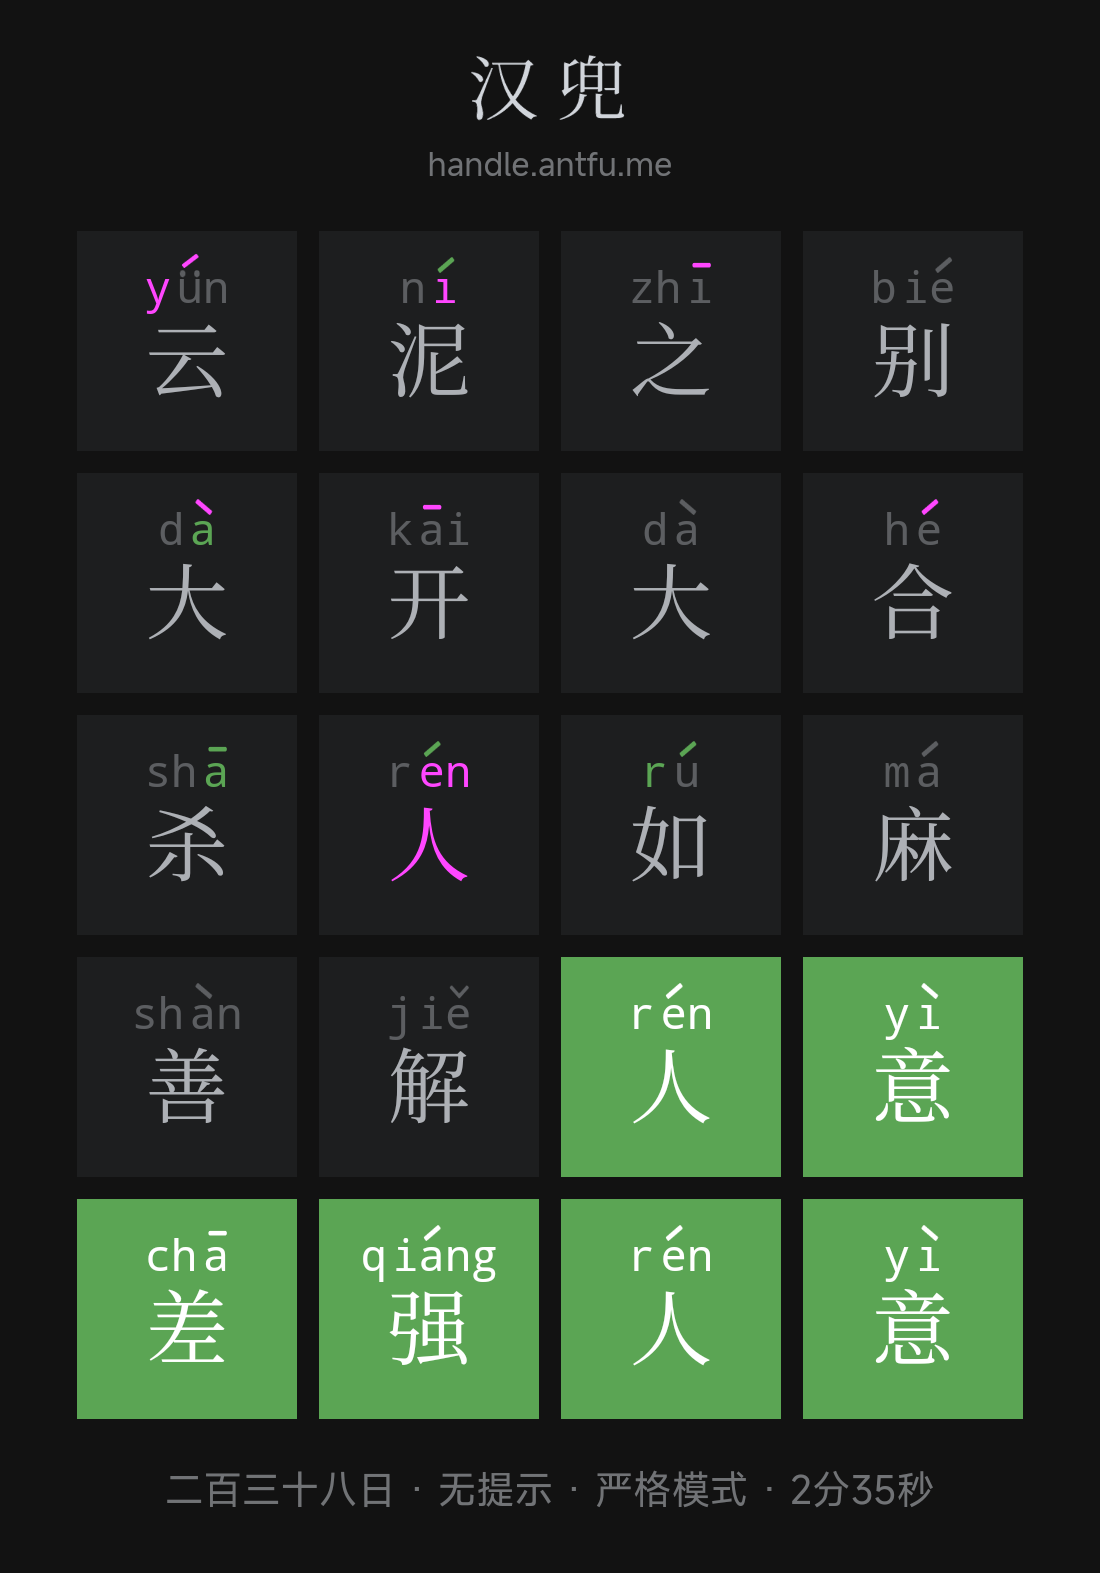 汉兜
handle.antfu.me
yǘn ní zhī bié
云 泥 之 别
dà kāi dà hé
大 开 大 合
shā rén rú má
杀 人 如 麻
shàn jiě rén yì
善 解 人 意
chā qiáng rén yì
差 强 人 意
二百三十八日 · 无提示 · 严格模式 · 2分35秒